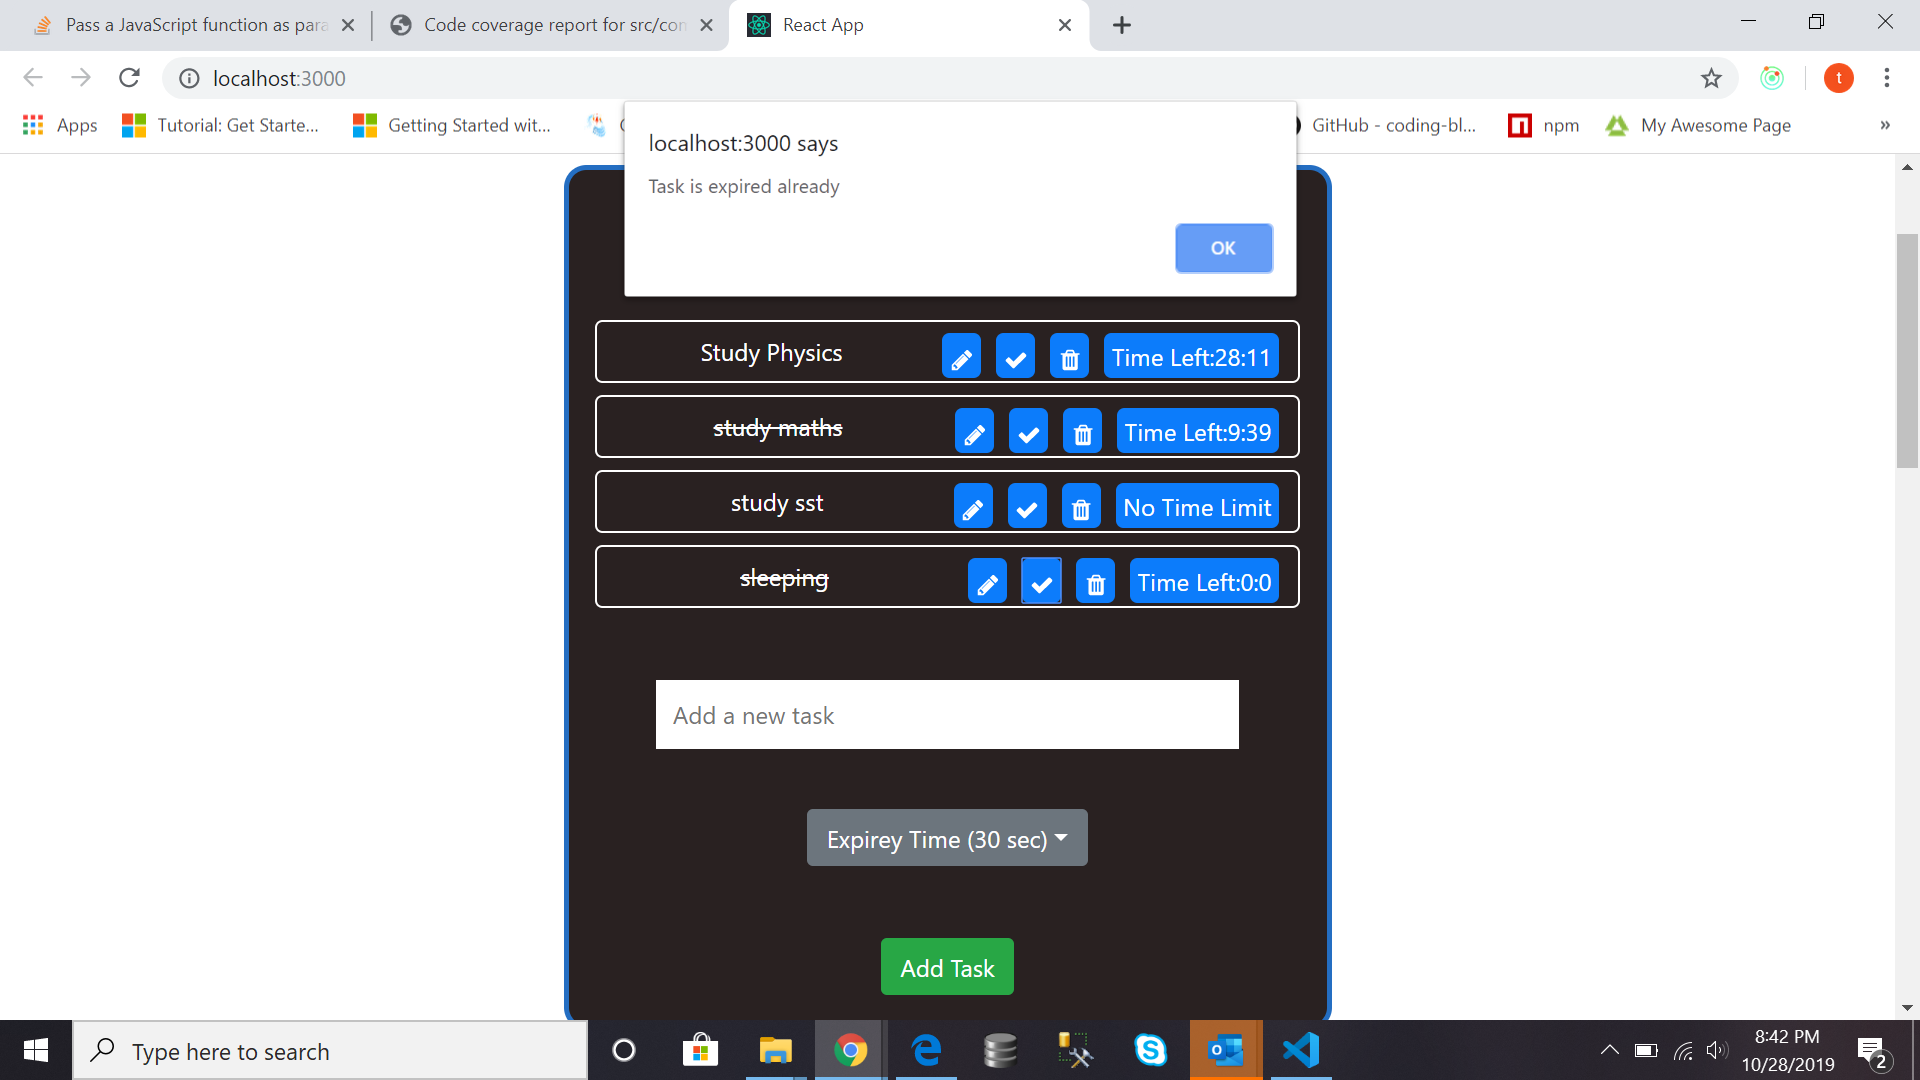 Pass a JavaScript function as para
Code coverage report for src/com
React App
localhost:3000
t
Apps
Tutorial: Get Starte...
Getting Started wit...
GitHub - coding-bl...
npm
My Awesome Page
»
localhost:3000 says
Task is expired already
OK
Study Physics
Time Left:28:11
study maths
Time Left:9:39
study sst
No Time Limit
sleeping
Time Left:0:0
Add a new task
Expirey Time (30 sec)
Add Task
Type here to search
8:42 PM
10/28/2019
2